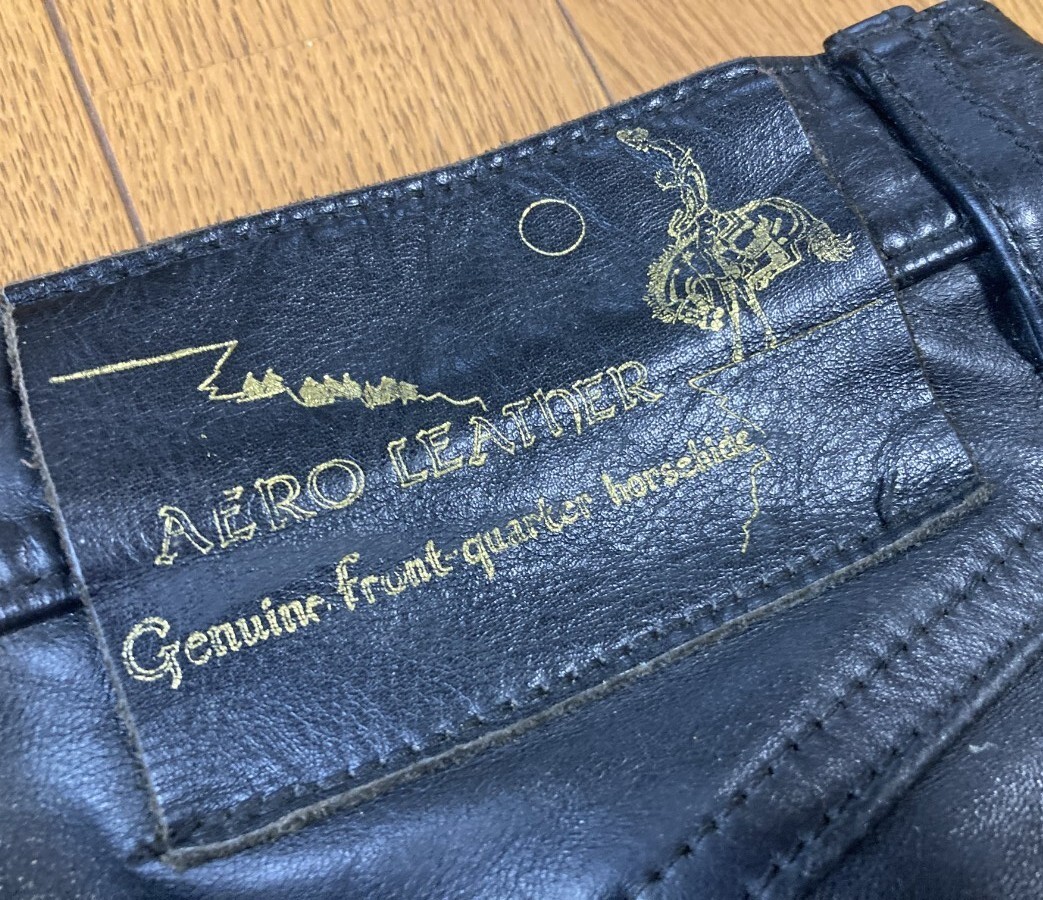 AERO LEATHER
Genuine front-quarter horsehide